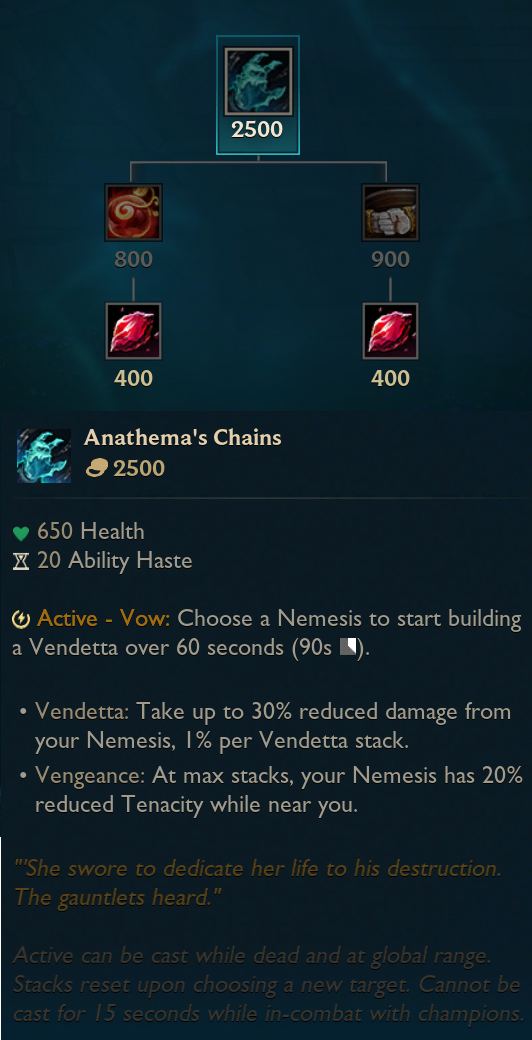 2500
800 900
400 400
Anathema's Chains
2500
650 Health
20 Ability Haste
Active - Vow: Choose a Nemesis to start building
a Vendetta over 60 seconds (90s ).
• Vendetta: Take up to 30% reduced damage from
your Nemesis, 1% per Vendetta stack.
• Vengeance: At max stacks, your Nemesis has 20%
reduced Tenacity while near you.
"'She swore to dedicate her life to his destruction.
The gauntlets heard."
Active can be cast while dead and at global range.
Stacks reset upon choosing a new target. Cannot be
cast for 15 seconds while in-combat with champions.